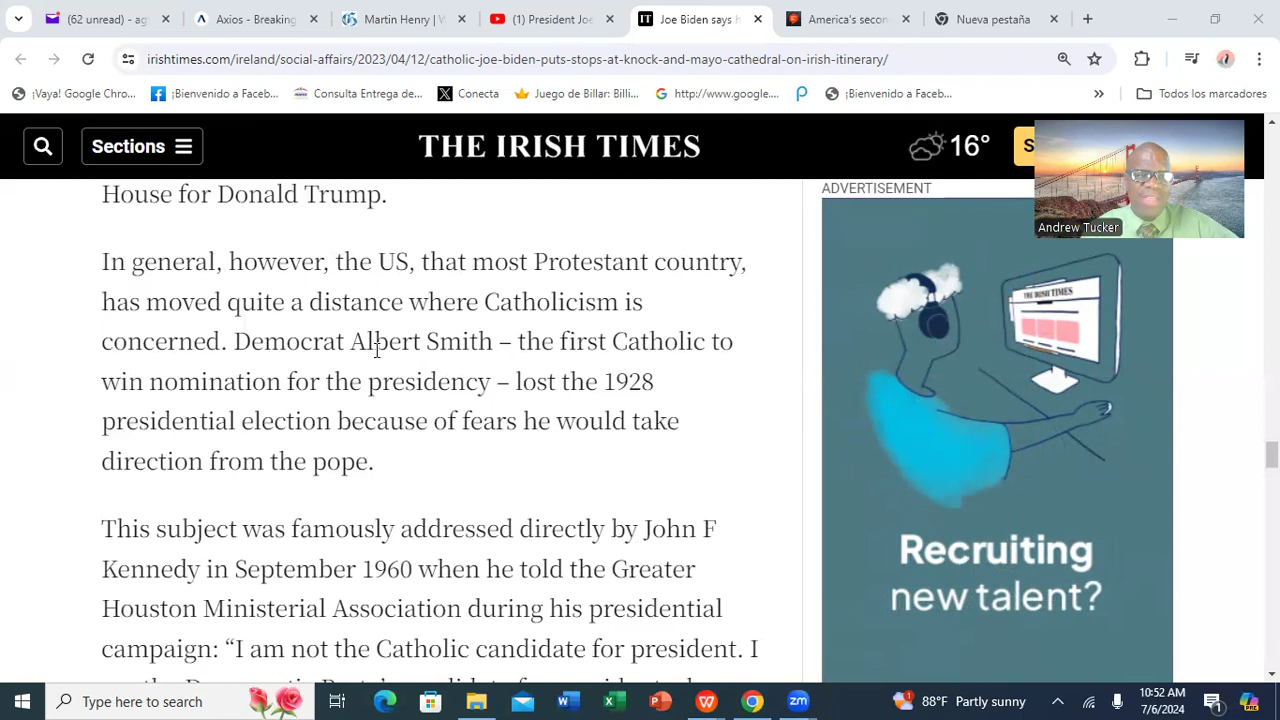 (62 unread) - ag
Axios - Breaking
Martin Henry | V
(1) President Joe
Joe Biden says h
America's secon
Nueva pestaña
irishtimes.com/ireland/social-affairs/2023/04/12/catholic-joe-biden-puts-stops-at-knock-and-mayo-cathedral-on-irish-itinerary/
¡Vaya! Google Chro...
¡Bienvenido a Faceb...
Consulta Entrega de...
Conecta
Juego de Billar: Billi...
http://www.google....
¡Bienvenido a Faceb...
»
Todos los marcadores
Sections
THE IRISH TIMES
16°
S
Andrew Tucker
ADVERTISEMENT
House for Donald Trump.
In general, however, the US, that most Protestant country,
has moved quite a distance where Catholicism is
concerned. Democrat Albert Smith – the first Catholic to
win nomination for the presidency – lost the 1928
presidential election because of fears he would take
direction from the pope.
This subject was famously addressed directly by John F
Kennedy in September 1960 when he told the Greater
Houston Ministerial Association during his presidential
campaign: “I am not the Catholic candidate for president. I
THE IRISH TIMES
Recruiting
new talent?
Type here to search
88°F Partly sunny
10:52 AM
7/6/2024